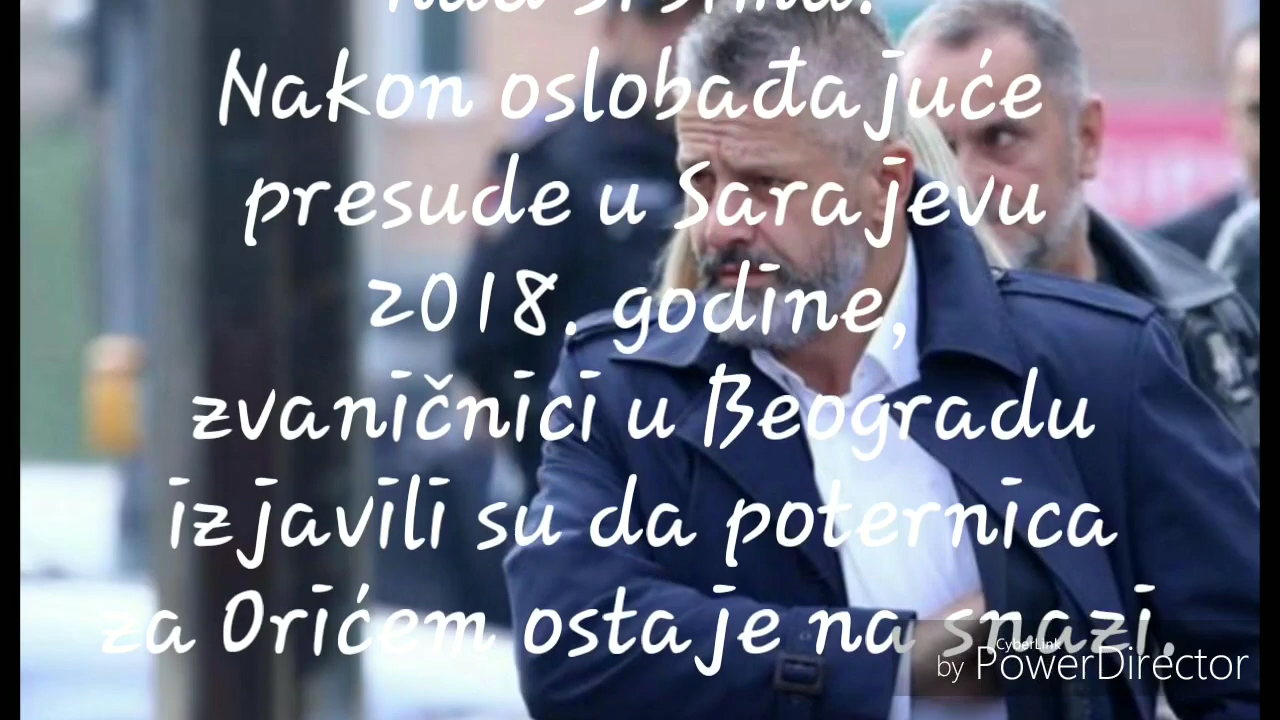 Nakon oslobađajuće
presude u Sarajevu
2018. godine,
zvaničnici u Beogradu
izjavili su da poternica
za Orićem ostaje na snazi.
CyberLink
by PowerDirector